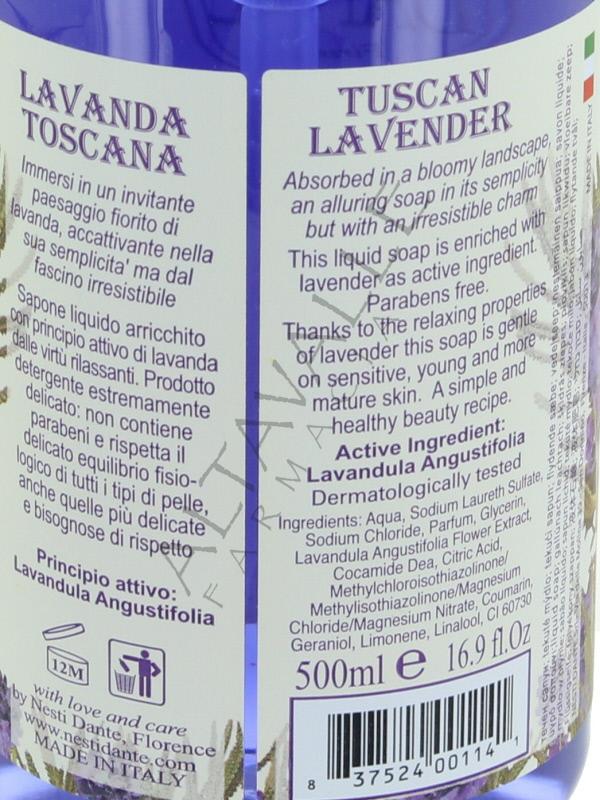 LAVANDA
TOSCANA
Immersi in un invitante
paesaggio fiorito di
lavanda, accattivante nella
sua semplicita' ma dal
fascino irresistibile
Sapone liquido arricchito
con principio attivo di lavanda
dalle virtù rilassanti. Prodotto
detergente estremamente
delicato: non contiene
parabeni e rispetta il
delicato equilibrio fisio-
logico di tutti i tipi di pelle,
anche quelle più delicate
e bisognose di rispetto
Principio attivo:
Lavandula Angustifolia
12M
with love and care
by Nesti Dante, Florence
www.nestidante.com
MADE IN ITALY
TUSCAN
LAVENDER
Absorbed in a bloomy landscape,
an alluring soap in its semplicity
but with an irresistible charm
This liquid soap is enriched with
lavender as active ingredient.
Parabens free.
Thanks to the relaxing properties
of lavender this soap is gentle
on sensitive, young and more
mature skin. A simple and
healthy beauty recipe.
Active Ingredient:
Lavandula Angustifolia
Dermatologically tested
Ingredients: Aqua, Sodium Laureth Sulfate,
Sodium Chloride, Parfum, Glycerin,
Lavandula Angustifolia Flower Extract,
Cocamide Dea, Citric Acid,
Methylchloroisothiazolinone/
Methylisothiazolinone/Magnesium
Chloride/Magnesium Nitrate, Coumarin,
Geraniol, Limonene, Linalool, CI 60730
500ml e 16.9 fl.Oz
8 37524 00114 1
MADE IN ITALY
ALTAVALLE
FARMACIA